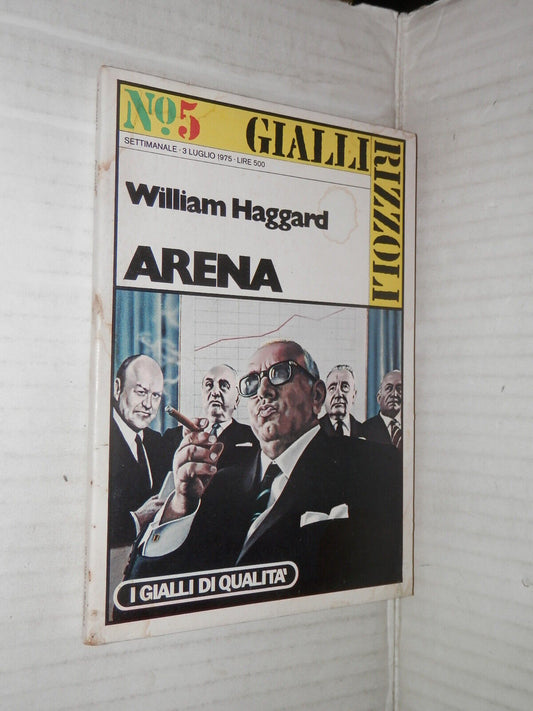 Nº5
GIALLI
RIZZOLI
SETTIMANALE · 3 LUGLIO 1975 · LIRE 500
William Haggard
ARENA
I GIALLI DI QUALITA'